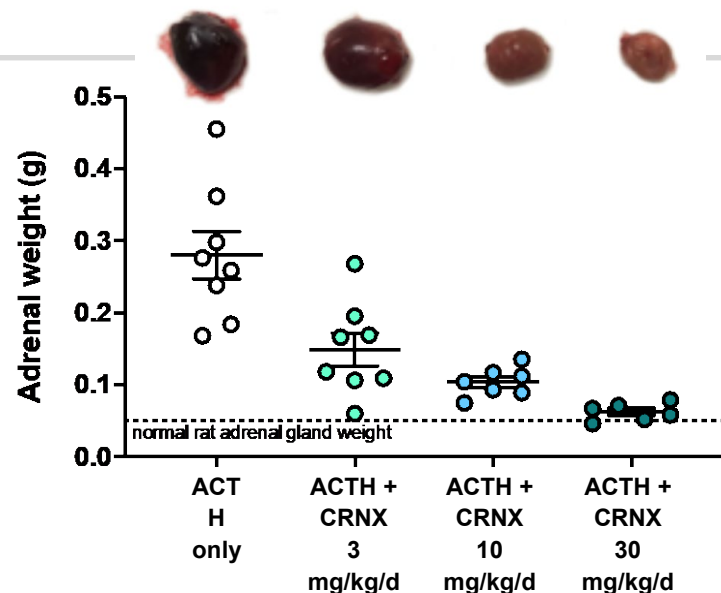 0.5
0.4
0.3
0.2
0.1
0.0
Adrenal weight (g)
normal rat adrenal gland weight
ACT
H
only
ACTH +
CRNX
3
mg/kg/d
ACTH +
CRNX
10
mg/kg/d
ACTH +
CRNX
30
mg/kg/d